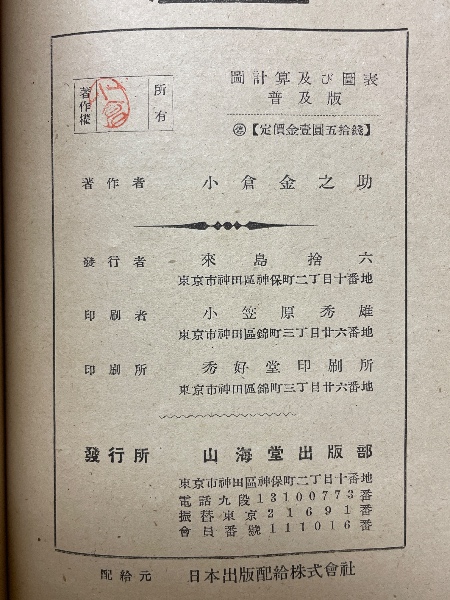 圖計算及び圖表
普及版
著作權 所有
㊢【定價金壹圓五拾錢】
著作者 小倉金之助
發行者 來島捨六
東京市神田區神保町二丁目十番地
印刷者 小笠原秀雄
東京市神田區錦町三丁目廿六番地
印刷所 秀好堂印刷所
東京市神田區錦町三丁目廿六番地
發行所 山海堂出版部
東京市神田區神保町二丁目十番地
電話九段13100773番
振替東京21691番
會員番號111016番
配給元 日本出版配給株式會社